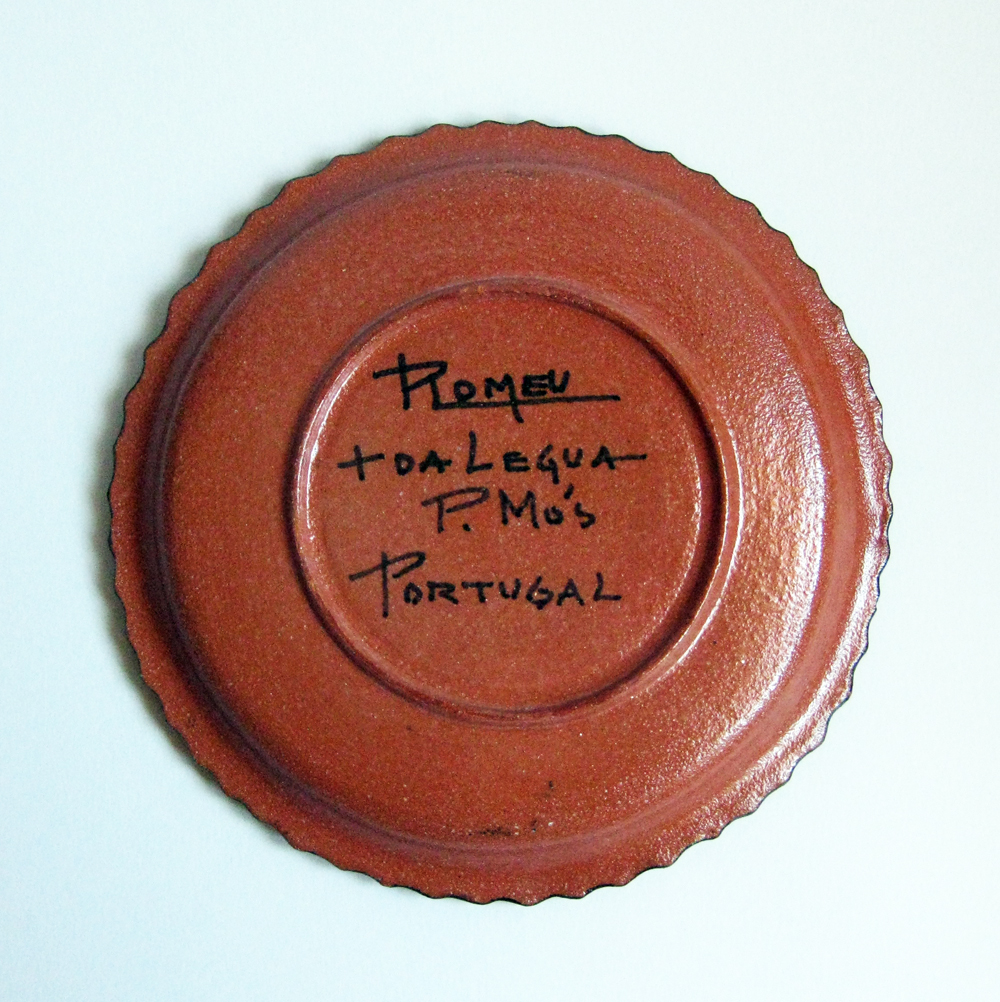 ROMEU
+ DA LEGUA
P. MÓS
PORTUGAL